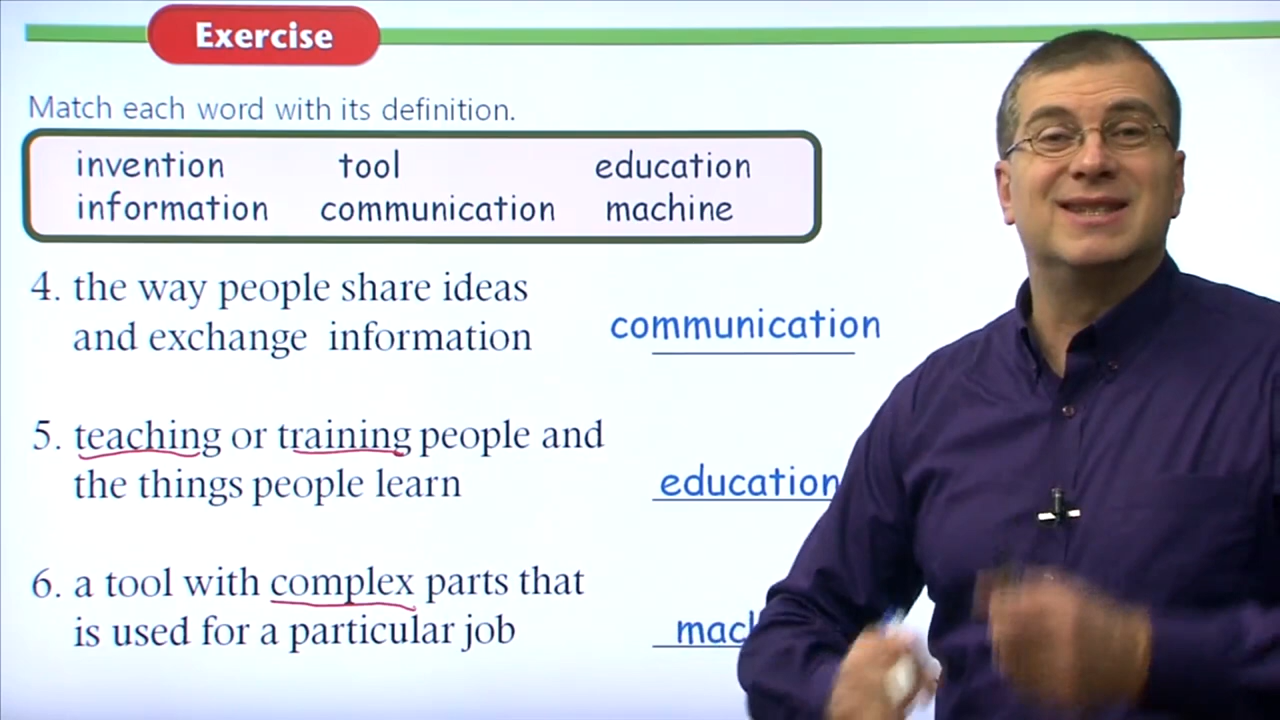 Exercise
Match each word with its definition.
invention tool education
information communication machine
4. the way people share ideas
and exchange information
communication
5. teaching or training people and
the things people learn
education
6. a tool with complex parts that
is used for a particular job